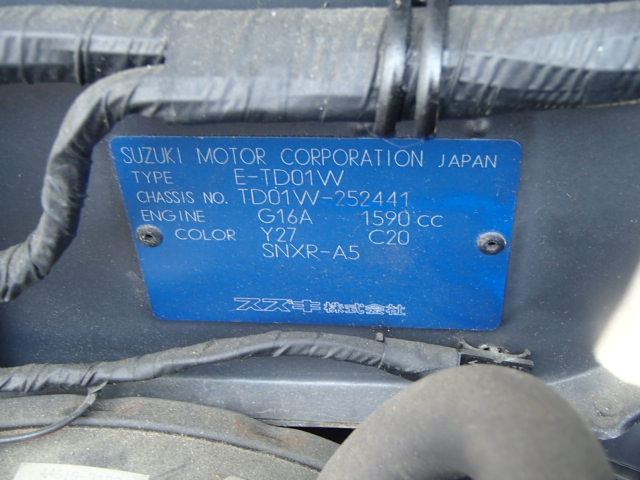 SUZUKI MOTOR CORPORATION JAPAN
TYPE E-TD01W
CHASSIS NO. TD01W-252441
ENGINE G16A 1590 CC
COLOR Y27 C20
SNXR-A5
スズキ株式会社